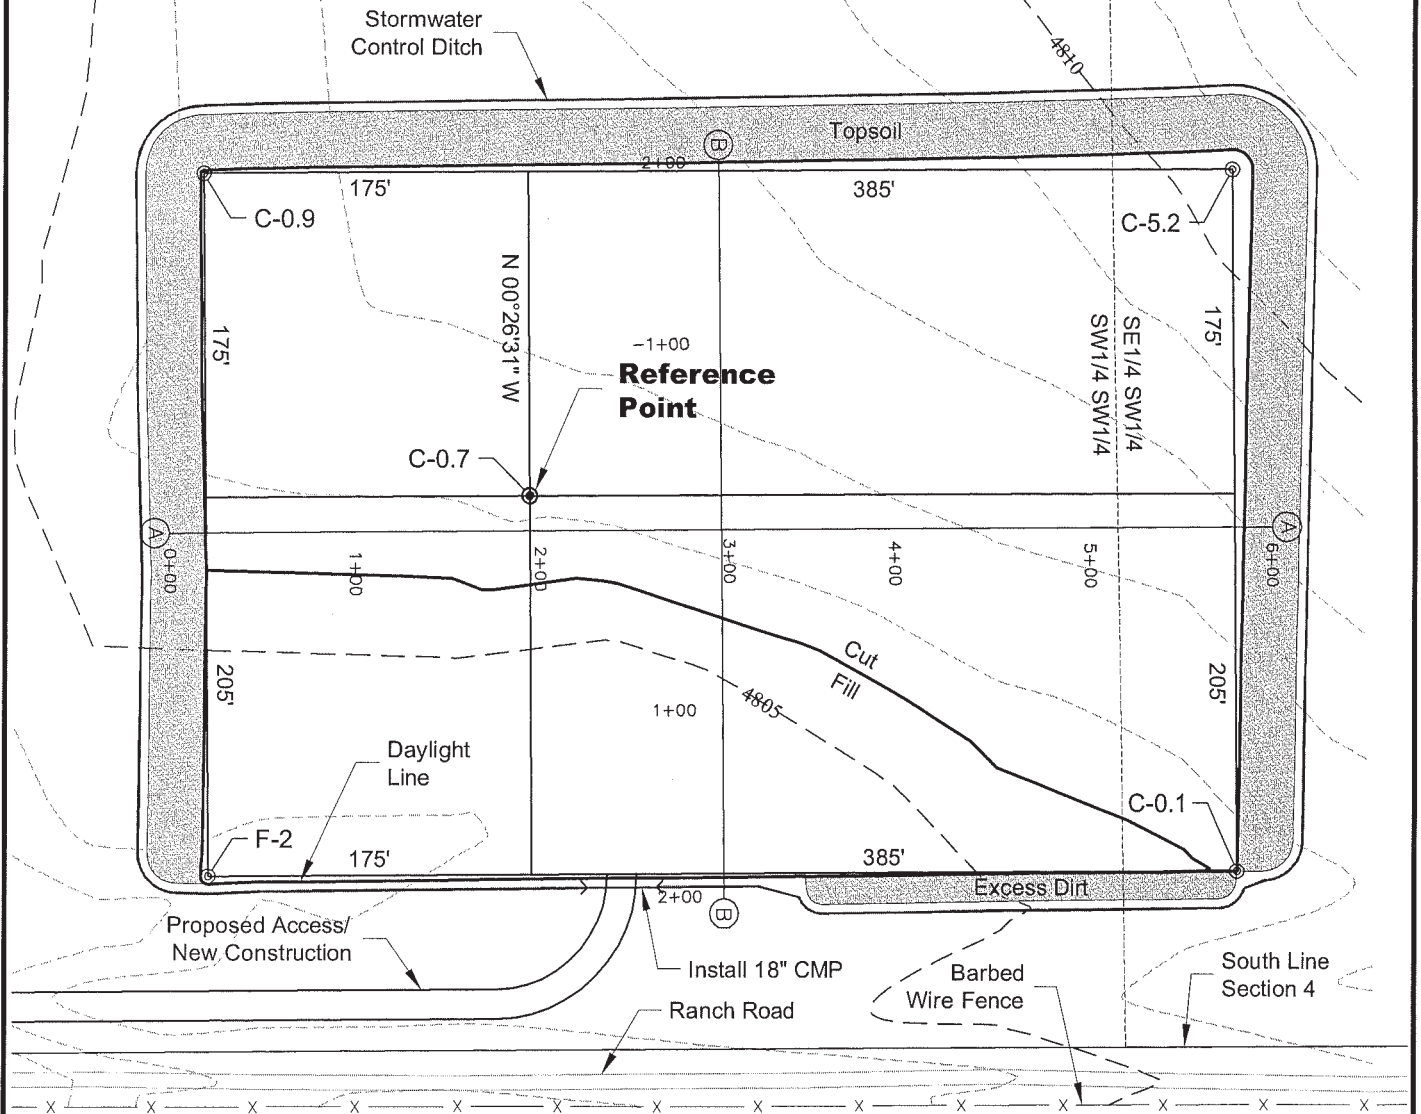 Stormwater
Control Ditch
4810
Topsoil
B
2+00
175'
385'
C-0.9
C-5.2
N 00°26'31" W
175'
175'
SE1/4 SW1/4
SW1/4 SW1/4
-1+00
Reference
Point
C-0.7
A
A
0+00
1+00
2+00
3+00
4+00
5+00
6+00
Cut
Fill
205'
205'
4805
1+00
Daylight
Line
C-0.1
F-2
175'
385'
Excess Dirt
2+00
B
Proposed Access/
New Construction
Install 18" CMP
Ranch Road
Barbed
Wire Fence
South Line
Section 4
X X X X X X X X X X X X X X